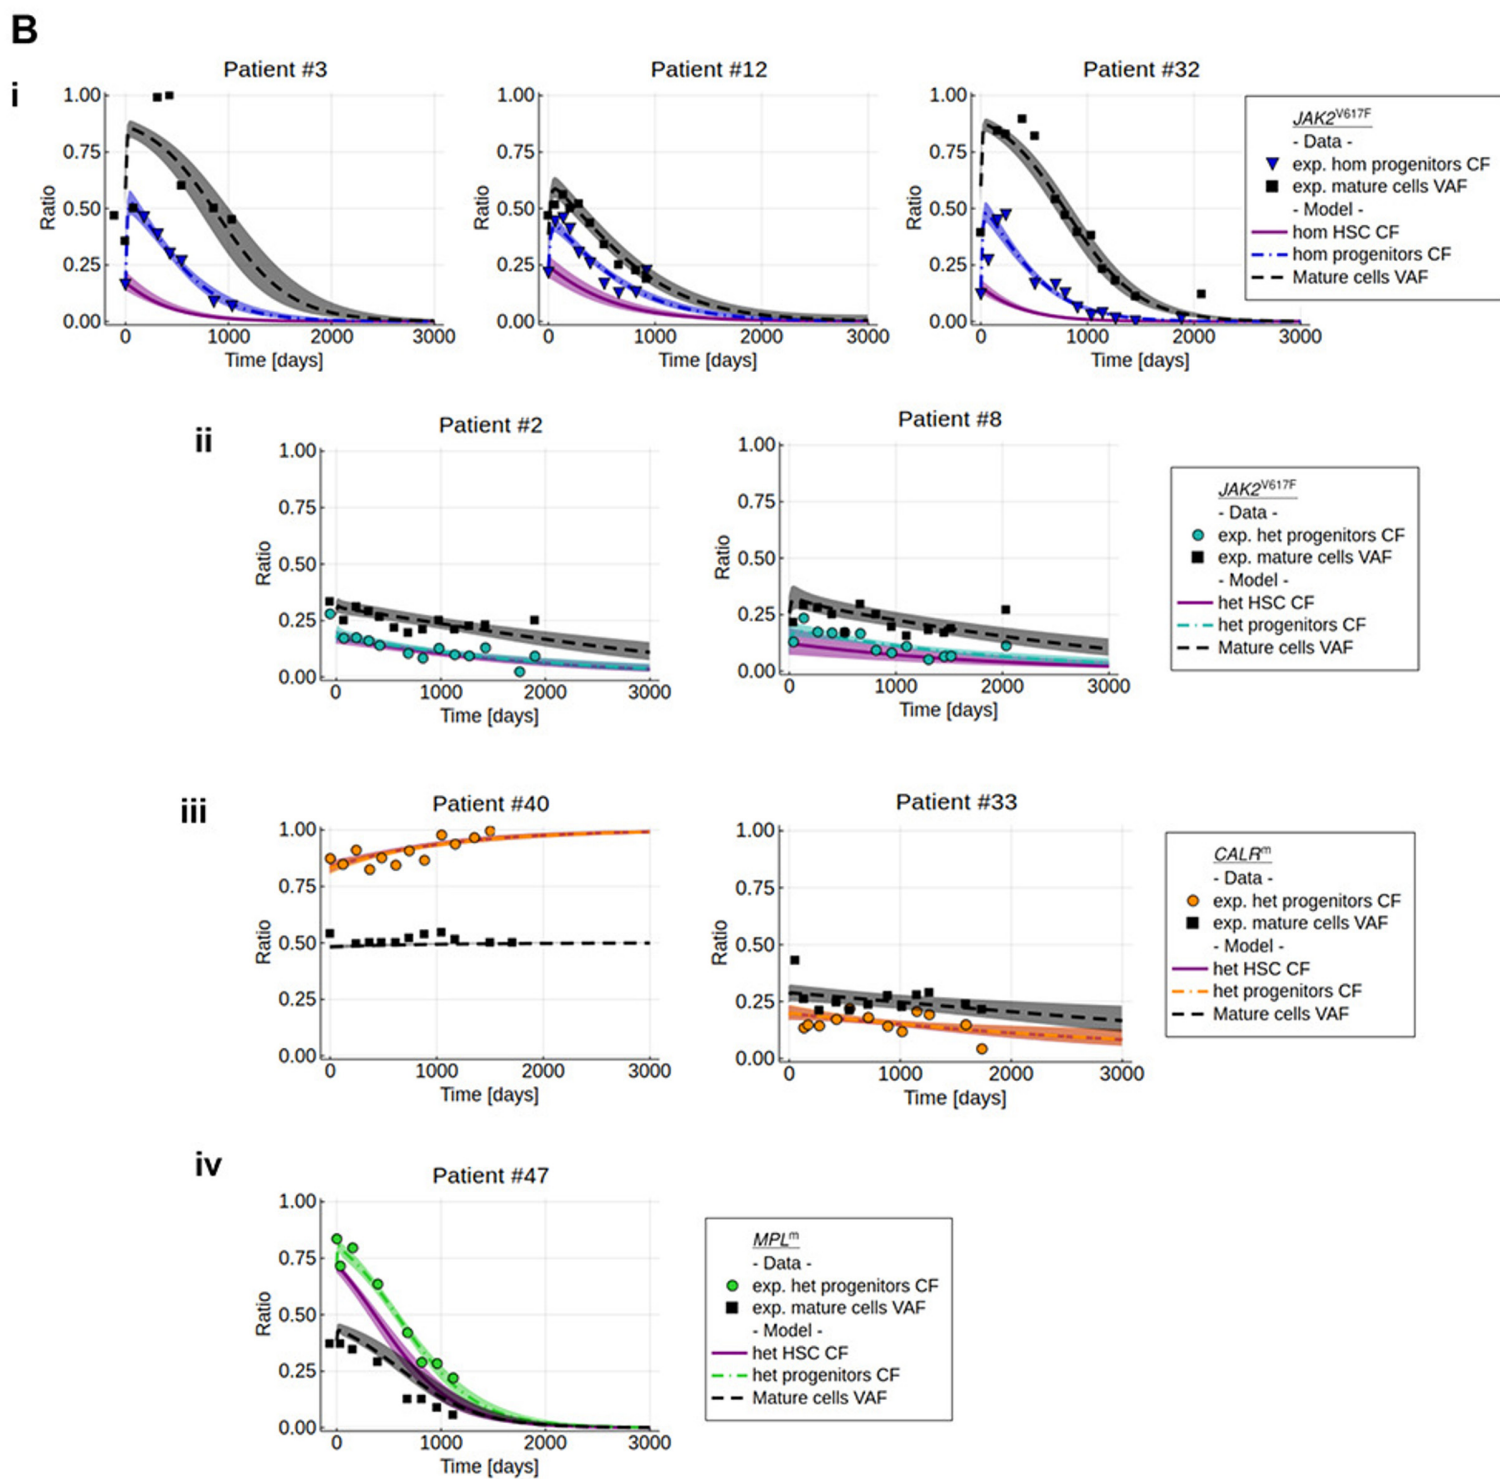 B
i
Patient #3
Patient #12
Patient #32
1.00
0.75
0.50
0.25
0.00
Ratio
0
1000
2000
3000
Time [days]
1.00
0.75
0.50
0.25
0.00
Ratio
0
1000
2000
3000
Time [days]
1.00
0.75
0.50
0.25
0.00
Ratio
0
1000
2000
3000
Time [days]
JAK2V617F
- Data -
exp. hom progenitors CF
exp. mature cells VAF
- Model -
hom HSC CF
hom progenitors CF
Mature cells VAF
ii
Patient #2
Patient #8
1.00
0.75
0.50
0.25
0.00
Ratio
0
1000
2000
3000
Time [days]
1.00
0.75
0.50
0.25
0.00
Ratio
0
1000
2000
3000
Time [days]
JAK2V617F
- Data -
exp. het progenitors CF
exp. mature cells VAF
- Model -
het HSC CF
het progenitors CF
Mature cells VAF
iii
Patient #40
Patient #33
1.00
0.75
0.50
0.25
0.00
Ratio
0
1000
2000
3000
Time [days]
1.00
0.75
0.50
0.25
0.00
Ratio
0
1000
2000
3000
Time [days]
CALRm
- Data -
exp. het progenitors CF
exp. mature cells VAF
- Model -
het HSC CF
het progenitors CF
Mature cells VAF
iv
Patient #47
1.00
0.75
0.50
0.25
0.00
Ratio
0
1000
2000
3000
Time [days]
MPLm
- Data -
exp. het progenitors CF
exp. mature cells VAF
- Model -
het HSC CF
het progenitors CF
Mature cells VAF